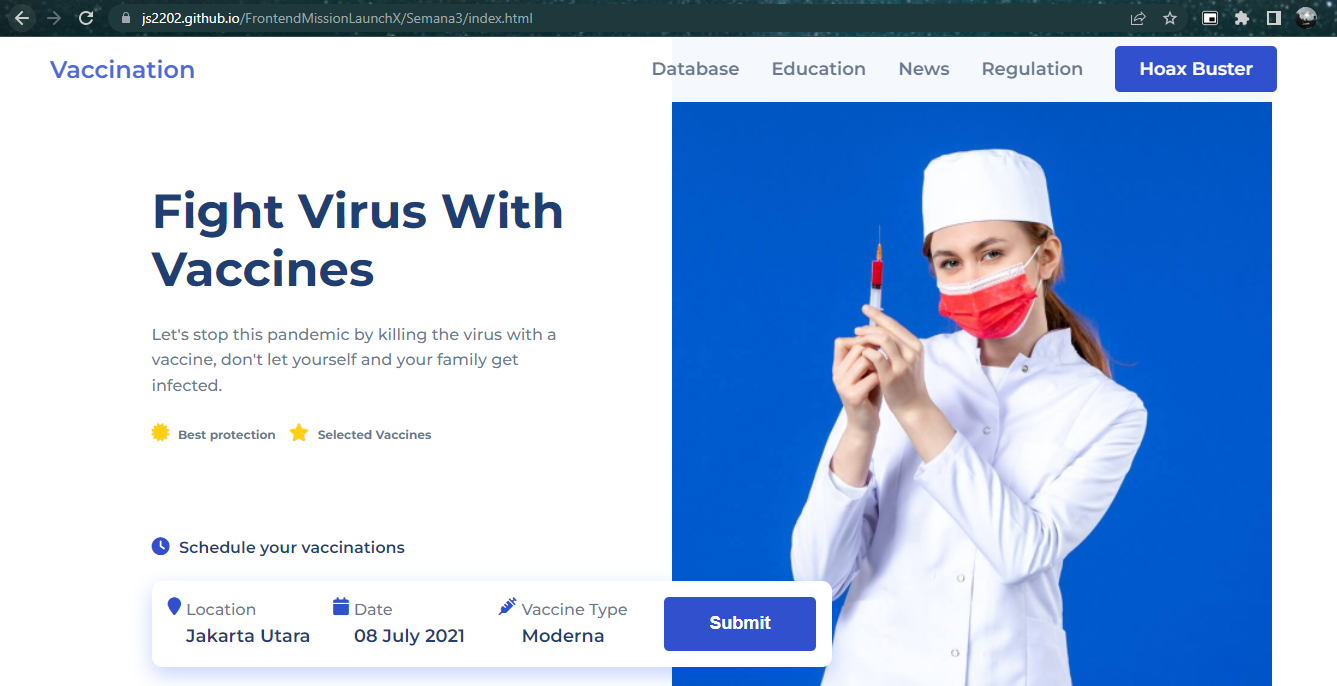 js2202.github.io/FrontendMissionLaunchX/Semana3/index.html
Vaccination
Database Education News Regulation Hoax Buster
Fight Virus With
Vaccines
Let's stop this pandemic by killing the virus with a
vaccine, don't let yourself and your family get
infected.
Best protection Selected Vaccines
Schedule your vaccinations
Location Date Vaccine Type
Jakarta Utara 08 July 2021 Moderna
Submit